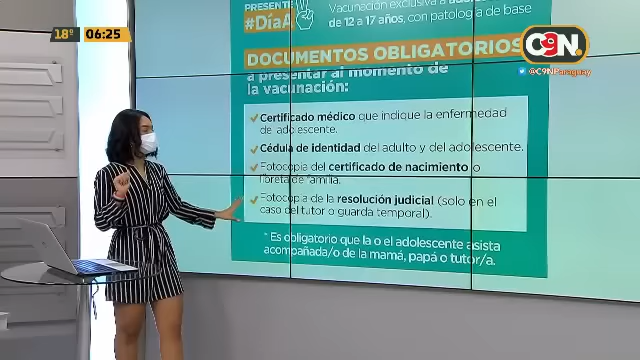 18°
06:25
C9N.
@C9NParaguay
PRESENTE
#DíaA
Vacunación exclusiva a
de 12 a 17 años, con patología de base
DOCUMENTOS OBLIGATORIOS
a presentar al momento de
la vacunación:
Certificado médico que indique la enfermedad
de adolescente.
Cédula de identidad del adulto y del adolescente.
Fotocopia del certificado de nacimiento o
libreta de familia.
Fotocopia de la resolución judicial (solo en el
caso del tutor o guarda temporal).
* Es obligatorio que la o el adolescente asista
acompañada/o de la mamá, papá o tutor/a.